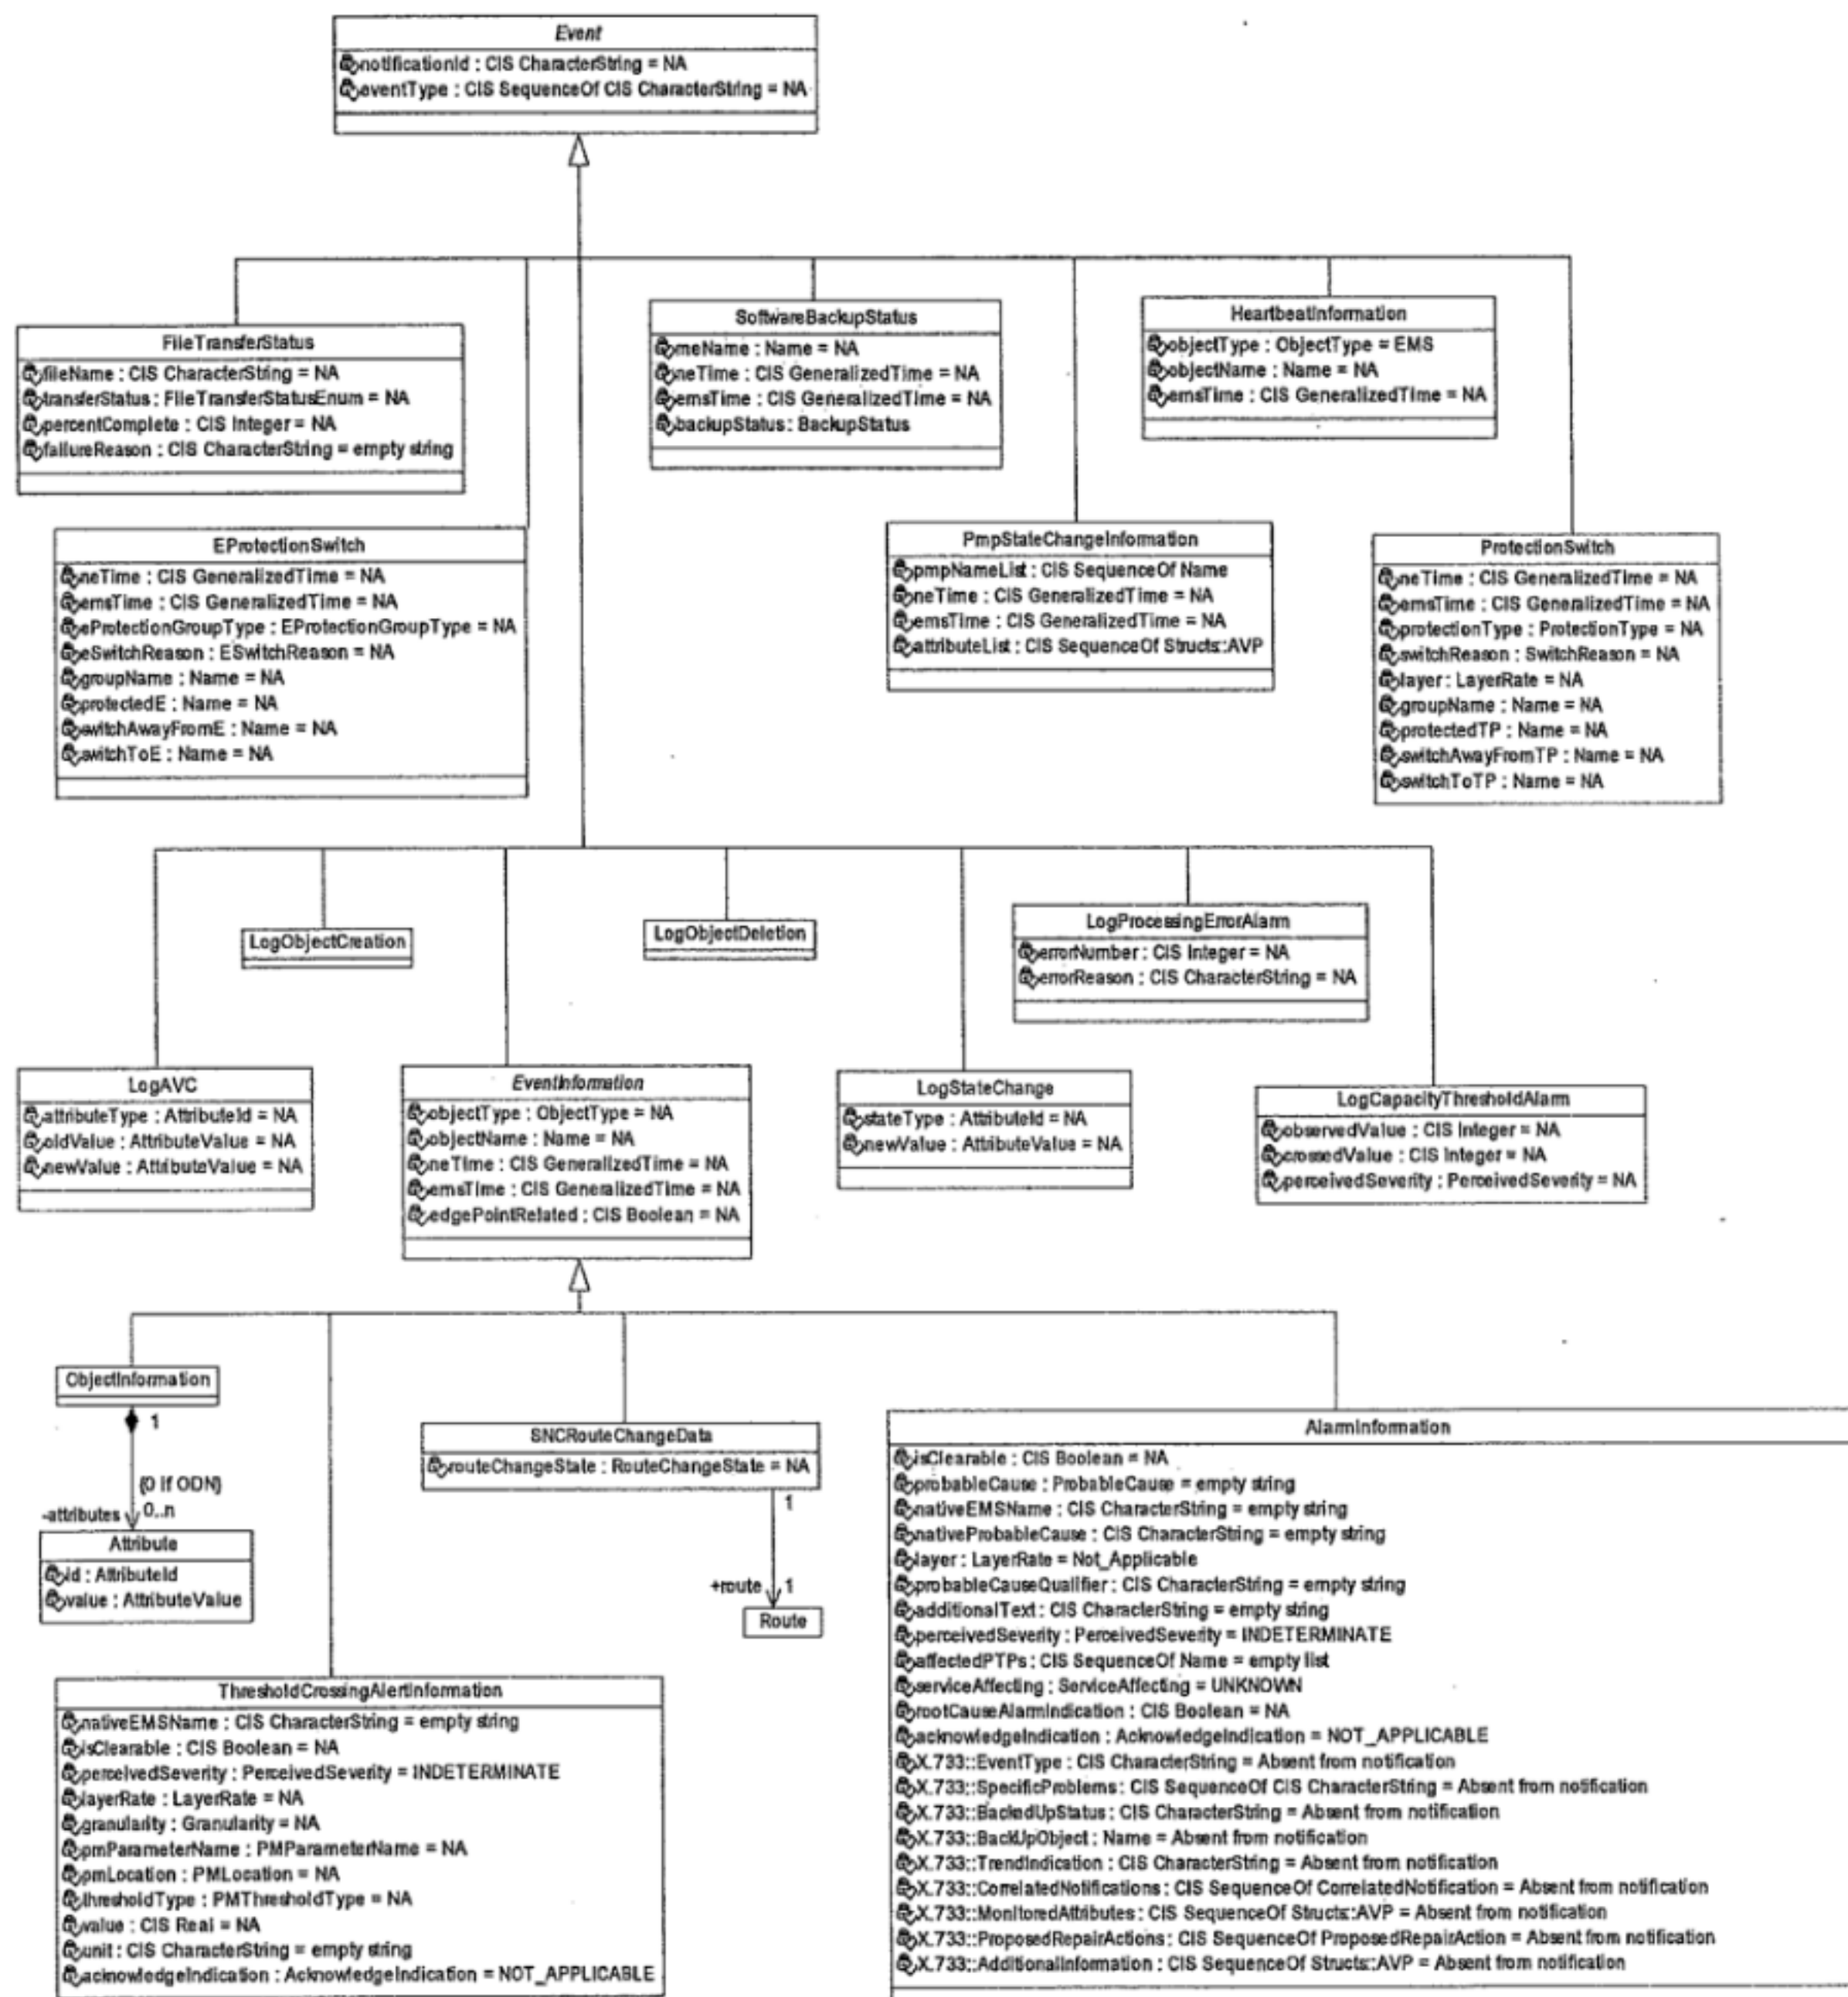 Event
notificationId : CIS CharacterString = NA
eventType : CIS SequenceOf CIS CharacterString = NA
FileTransferStatus
fileName : CIS CharacterString = NA
transferStatus : FileTransferStatusEnum = NA
percentComplete : CIS Integer = NA
failureReason : CIS CharacterString = empty string
SoftwareBackupStatus
meName : Name = NA
neTime : CIS GeneralizedTime = NA
emsTime : CIS GeneralizedTime = NA
backupStatus: BackupStatus
HeartbeatInformation
objectType : ObjectType = EMS
objectName : Name = NA
emsTime : CIS GeneralizedTime = NA
EProtectionSwitch
neTime : CIS GeneralizedTime = NA
emsTime : CIS GeneralizedTime = NA
eProtectionGroupType : EProtectionGroupType = NA
eSwitchReason : ESwitchReason = NA
groupName : Name = NA
protectedE : Name = NA
switchAwayFromE : Name = NA
switchToE : Name = NA
PmpStateChangeInformation
pmpNameList : CIS SequenceOf Name
neTime : CIS GeneralizedTime = NA
emsTime : CIS GeneralizedTime = NA
attributeList : CIS SequenceOf Structs::AVP
ProtectionSwitch
neTime : CIS GeneralizedTime = NA
emsTime : CIS GeneralizedTime = NA
protectionType : ProtectionType = NA
switchReason : SwitchReason = NA
layer : LayerRate = NA
groupName : Name = NA
protectedTP : Name = NA
switchAwayFromTP : Name = NA
switchToTP : Name = NA
LogObjectCreation
LogObjectDeletion
LogProcessingErrorAlarm
errorNumber : CIS Integer = NA
errorReason : CIS CharacterString = NA
LogAVC
attributeType : AttributeId = NA
oldValue : AttributeValue = NA
newValue : AttributeValue = NA
EventInformation
objectType : ObjectType = NA
objectName : Name = NA
neTime : CIS GeneralizedTime = NA
emsTime : CIS GeneralizedTime = NA
edgePointRelated : CIS Boolean = NA
LogStateChange
stateType : AttributeId = NA
newValue : AttributeValue = NA
LogCapacityThresholdAlarm
observedValue : CIS Integer = NA
crossedValue : CIS Integer = NA
perceivedSeverity : PerceivedSeverity = NA
ObjectInformation
1
{0 if ODN}
-attributes 0..n
Attribute
id : AttributeId
value : AttributeValue
SNCRouteChangeData
routeChangeState : RouteChangeState = NA
1
+route 1
Route
AlarmInformation
isClearable : CIS Boolean = NA
probableCause : ProbableCause = empty string
nativeEMSName : CIS CharacterString = empty string
nativeProbableCause : CIS CharacterString = empty string
layer : LayerRate = Not_Applicable
probableCauseQualifier : CIS CharacterString = empty string
additionalText : CIS CharacterString = empty string
perceivedSeverity : PerceivedSeverity = INDETERMINATE
affectedPTPs : CIS SequenceOf Name = empty list
serviceAffecting : ServiceAffecting = UNKNOWN
rootCauseAlarmIndication : CIS Boolean = NA
acknowledgeIndication : AcknowledgeIndication = NOT_APPLICABLE
X.733::EventType : CIS CharacterString = Absent from notification
X.733::SpecificProblems : CIS SequenceOf CIS CharacterString = Absent from notification
X.733::BackedUpStatus : CIS CharacterString = Absent from notification
X.733::BackUpObject : Name = Absent from notification
X.733::TrendIndication : CIS CharacterString = Absent from notification
X.733::CorrelatedNotifications : CIS SequenceOf CorrelatedNotification = Absent from notification
X.733::MonitoredAttributes : CIS SequenceOf Structs::AVP = Absent from notification
X.733::ProposedRepairActions : CIS SequenceOf ProposedRepairAction = Absent from notification
X.733::AdditionalInformation : CIS SequenceOf Structs::AVP = Absent from notification
ThresholdCrossingAlertInformation
nativeEMSName : CIS CharacterString = empty string
isClearable : CIS Boolean = NA
perceivedSeverity : PerceivedSeverity = INDETERMINATE
layerRate : LayerRate = NA
granularity : Granularity = NA
pmParameterName : PMParameterName = NA
pmLocation : PMLocation = NA
thresholdType : PMThresholdType = NA
value : CIS Real = NA
unit : CIS CharacterString = empty string
acknowledgeIndication : AcknowledgeIndication = NOT_APPLICABLE